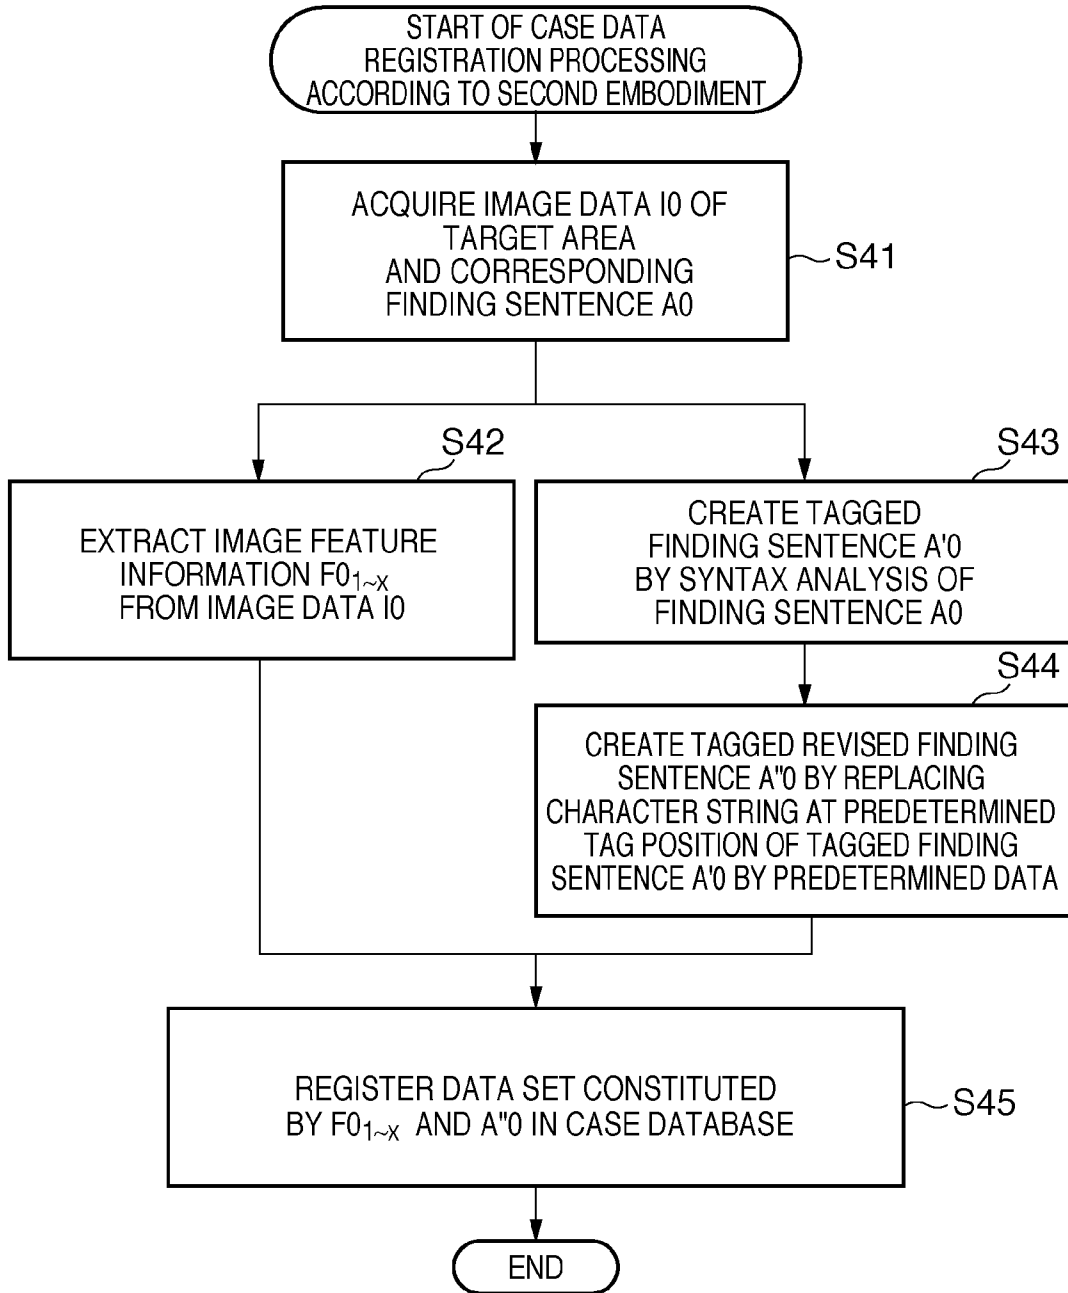 START OF CASE DATA
REGISTRATION PROCESSING
ACCORDING TO SECOND EMBODIMENT
ACQUIRE IMAGE DATA I0 OF
TARGET AREA
AND CORRESPONDING
FINDING SENTENCE A0
S41
S42
EXTRACT IMAGE FEATURE
INFORMATION F0₁~ₓ
FROM IMAGE DATA I0
S43
CREATE TAGGED
FINDING SENTENCE A'0
BY SYNTAX ANALYSIS OF
FINDING SENTENCE A0
S44
CREATE TAGGED REVISED FINDING
SENTENCE A"0 BY REPLACING
CHARACTER STRING AT PREDETERMINED
TAG POSITION OF TAGGED FINDING
SENTENCE A'0 BY PREDETERMINED DATA
REGISTER DATA SET CONSTITUTED
BY F0₁~ₓ AND A"0 IN CASE DATABASE
S45
END